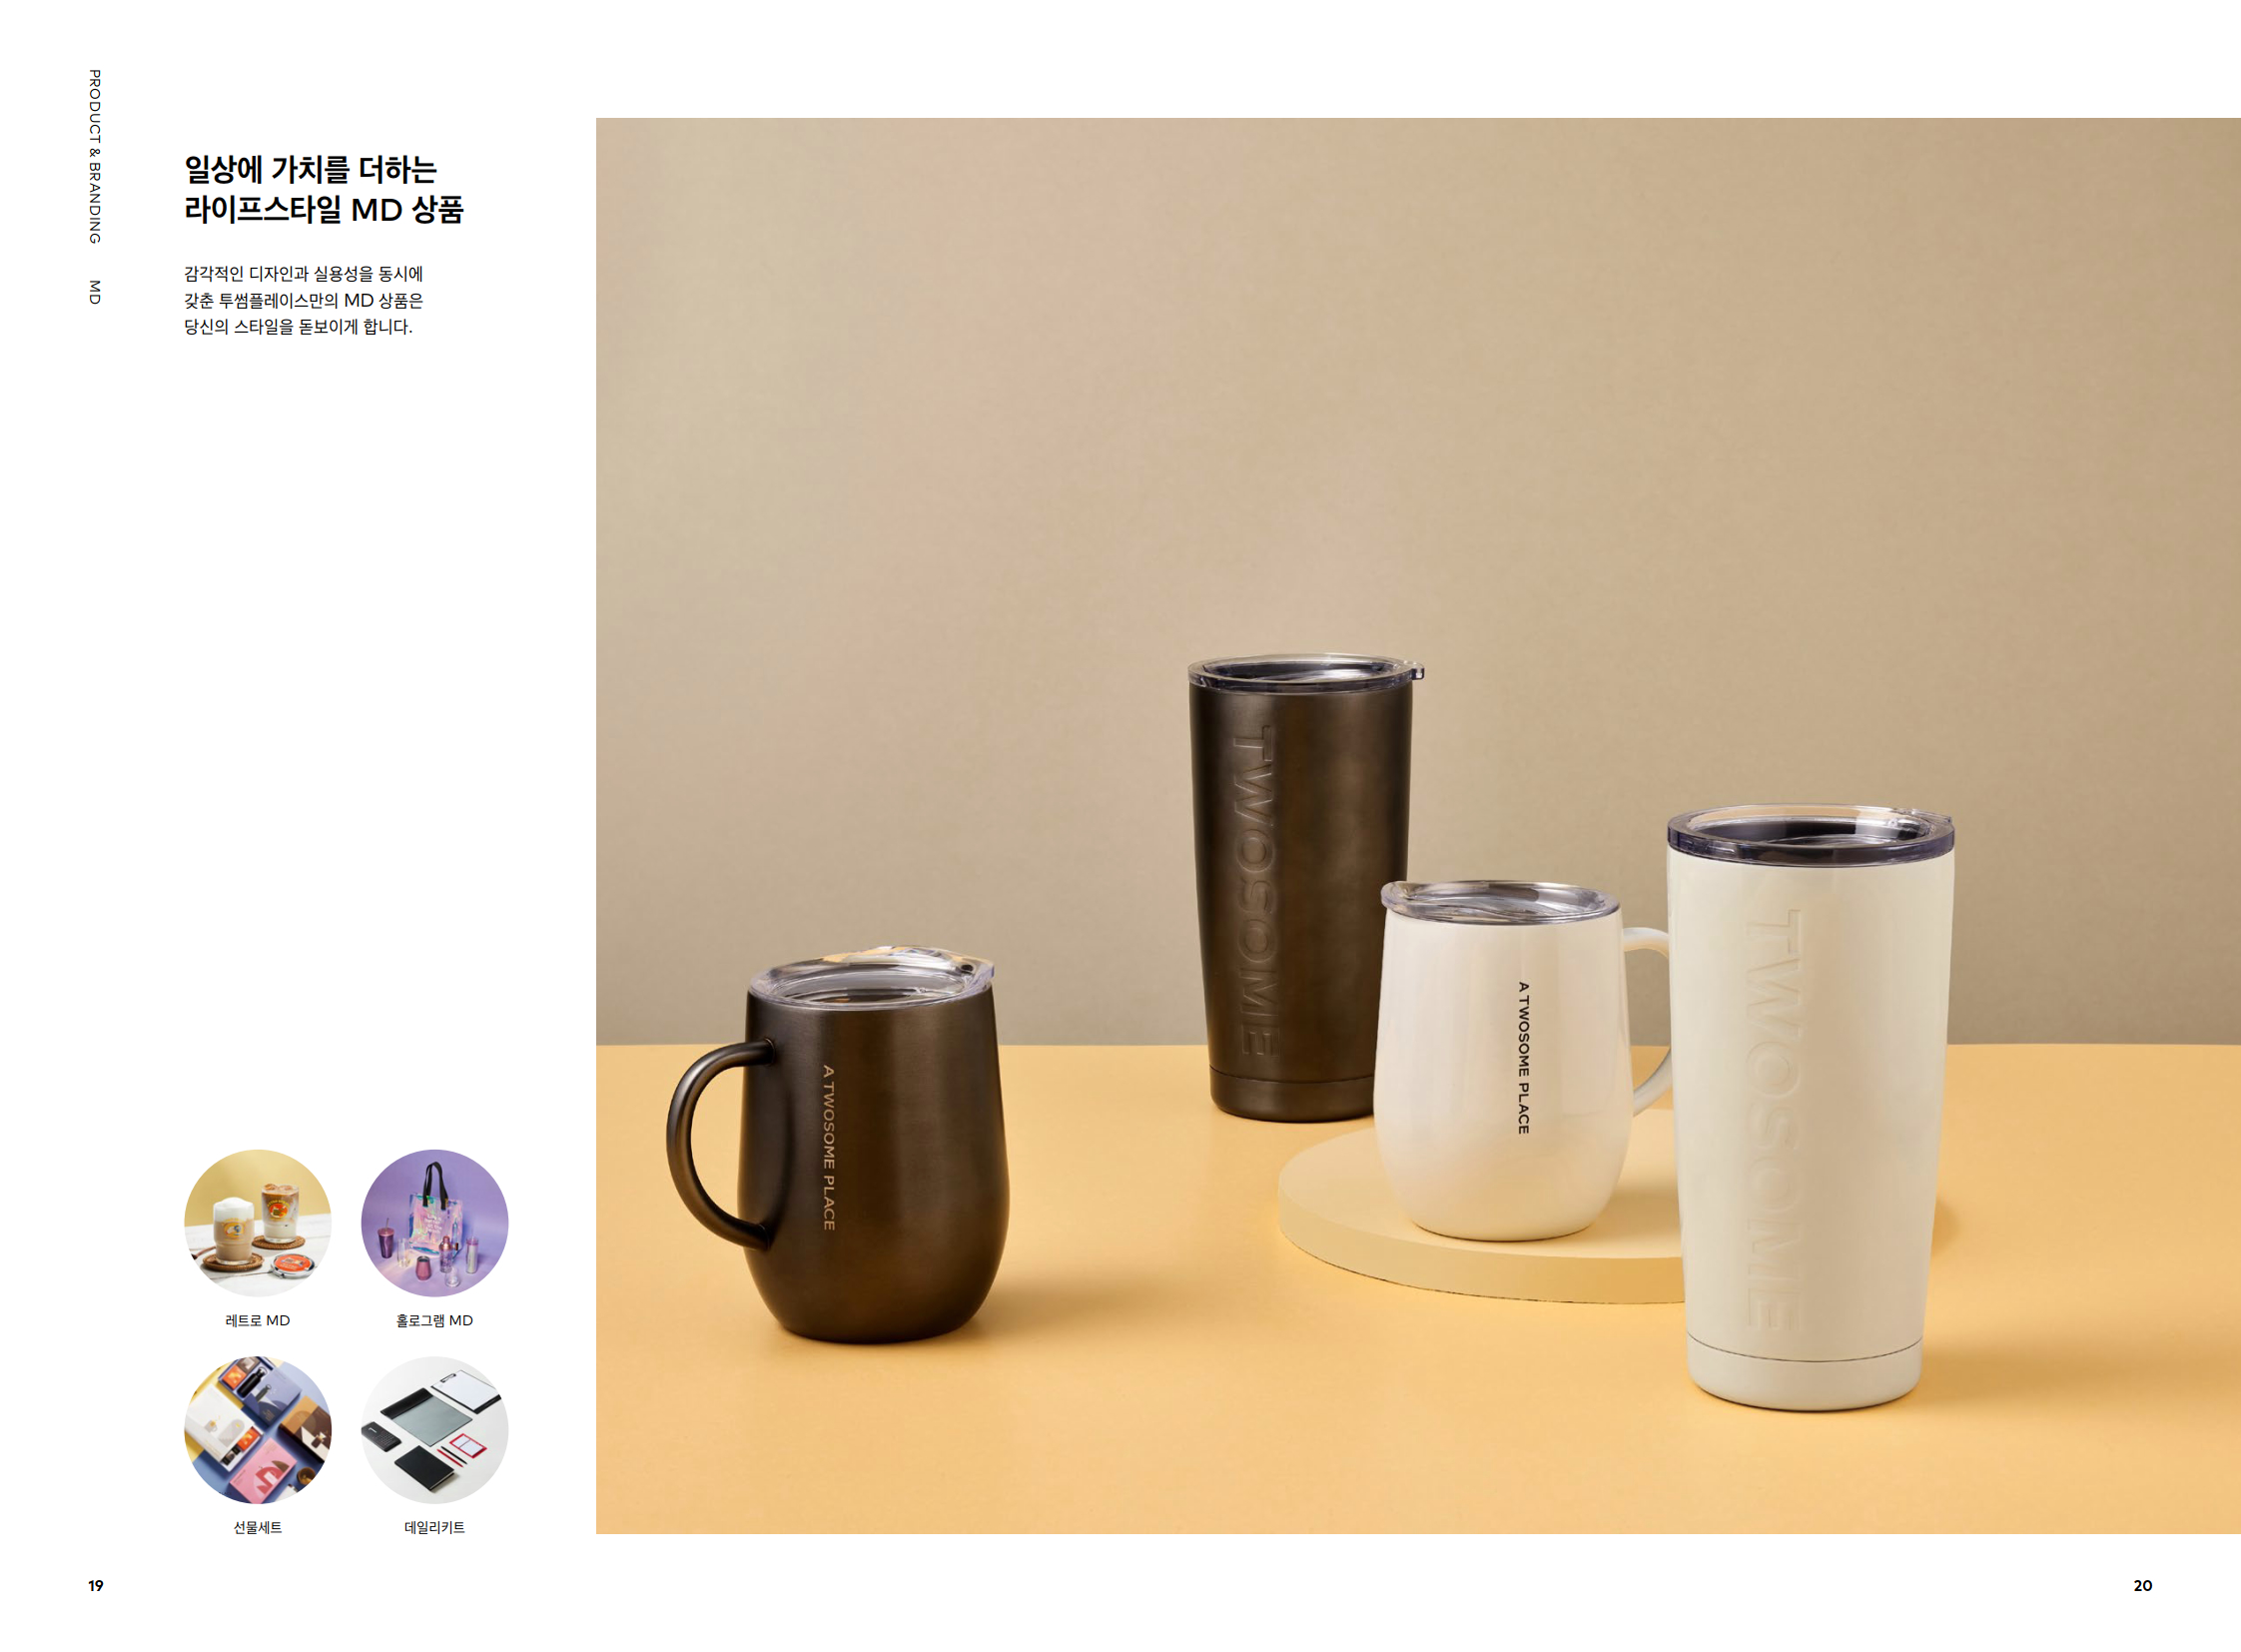 PRODUCT & BRANDING MD
일상에 가치를 더하는
라이프스타일 MD 상품
감각적인 디자인과 실용성을 동시에
갖춘 투썸플레이스만의 MD 상품은
당신의 스타일을 돋보이게 합니다.
TWOSOME
A TWOSOME PLACE
A TWOSOME PLACE
TWOSOME
레트로 MD
홀로그램 MD
선물세트
데일리키트
19
20